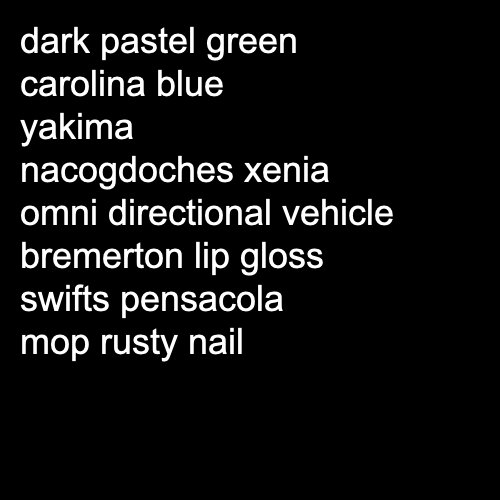 dark pastel green
carolina blue
yakima
nacogdoches xenia
omni directional vehicle
bremerton lip gloss
swifts pensacola
mop rusty nail